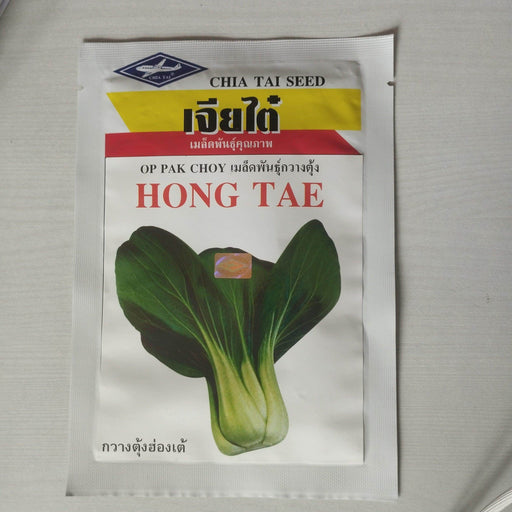 CHIA TAI
CHIA TAI SEED
เจียไต๋
เมล็ดพันธุ์คุณภาพ
OP PAK CHOY เมล็ดพันธุ์กวางตุ้ง
HONG TAE
กวางตุ้งฮ่องเต้